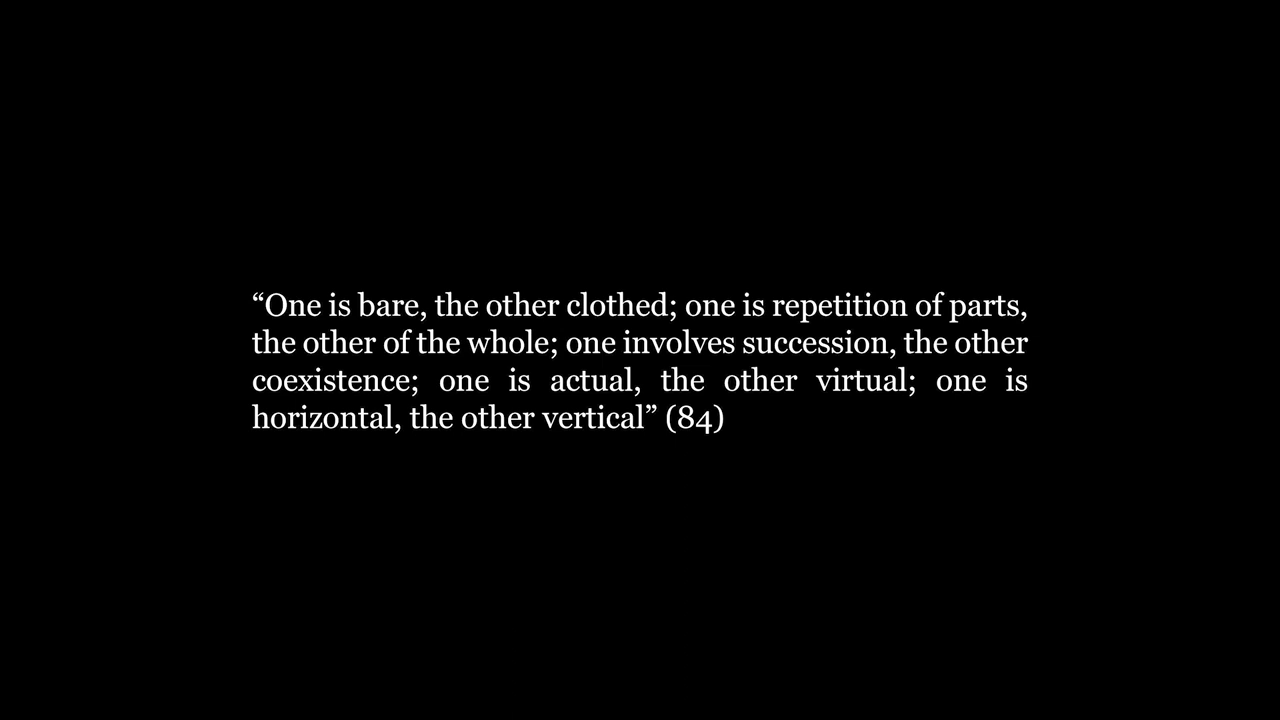 “One is bare, the other clothed; one is repetition of parts,
the other of the whole; one involves succession, the other
coexistence; one is actual, the other virtual; one is
horizontal, the other vertical” (84)